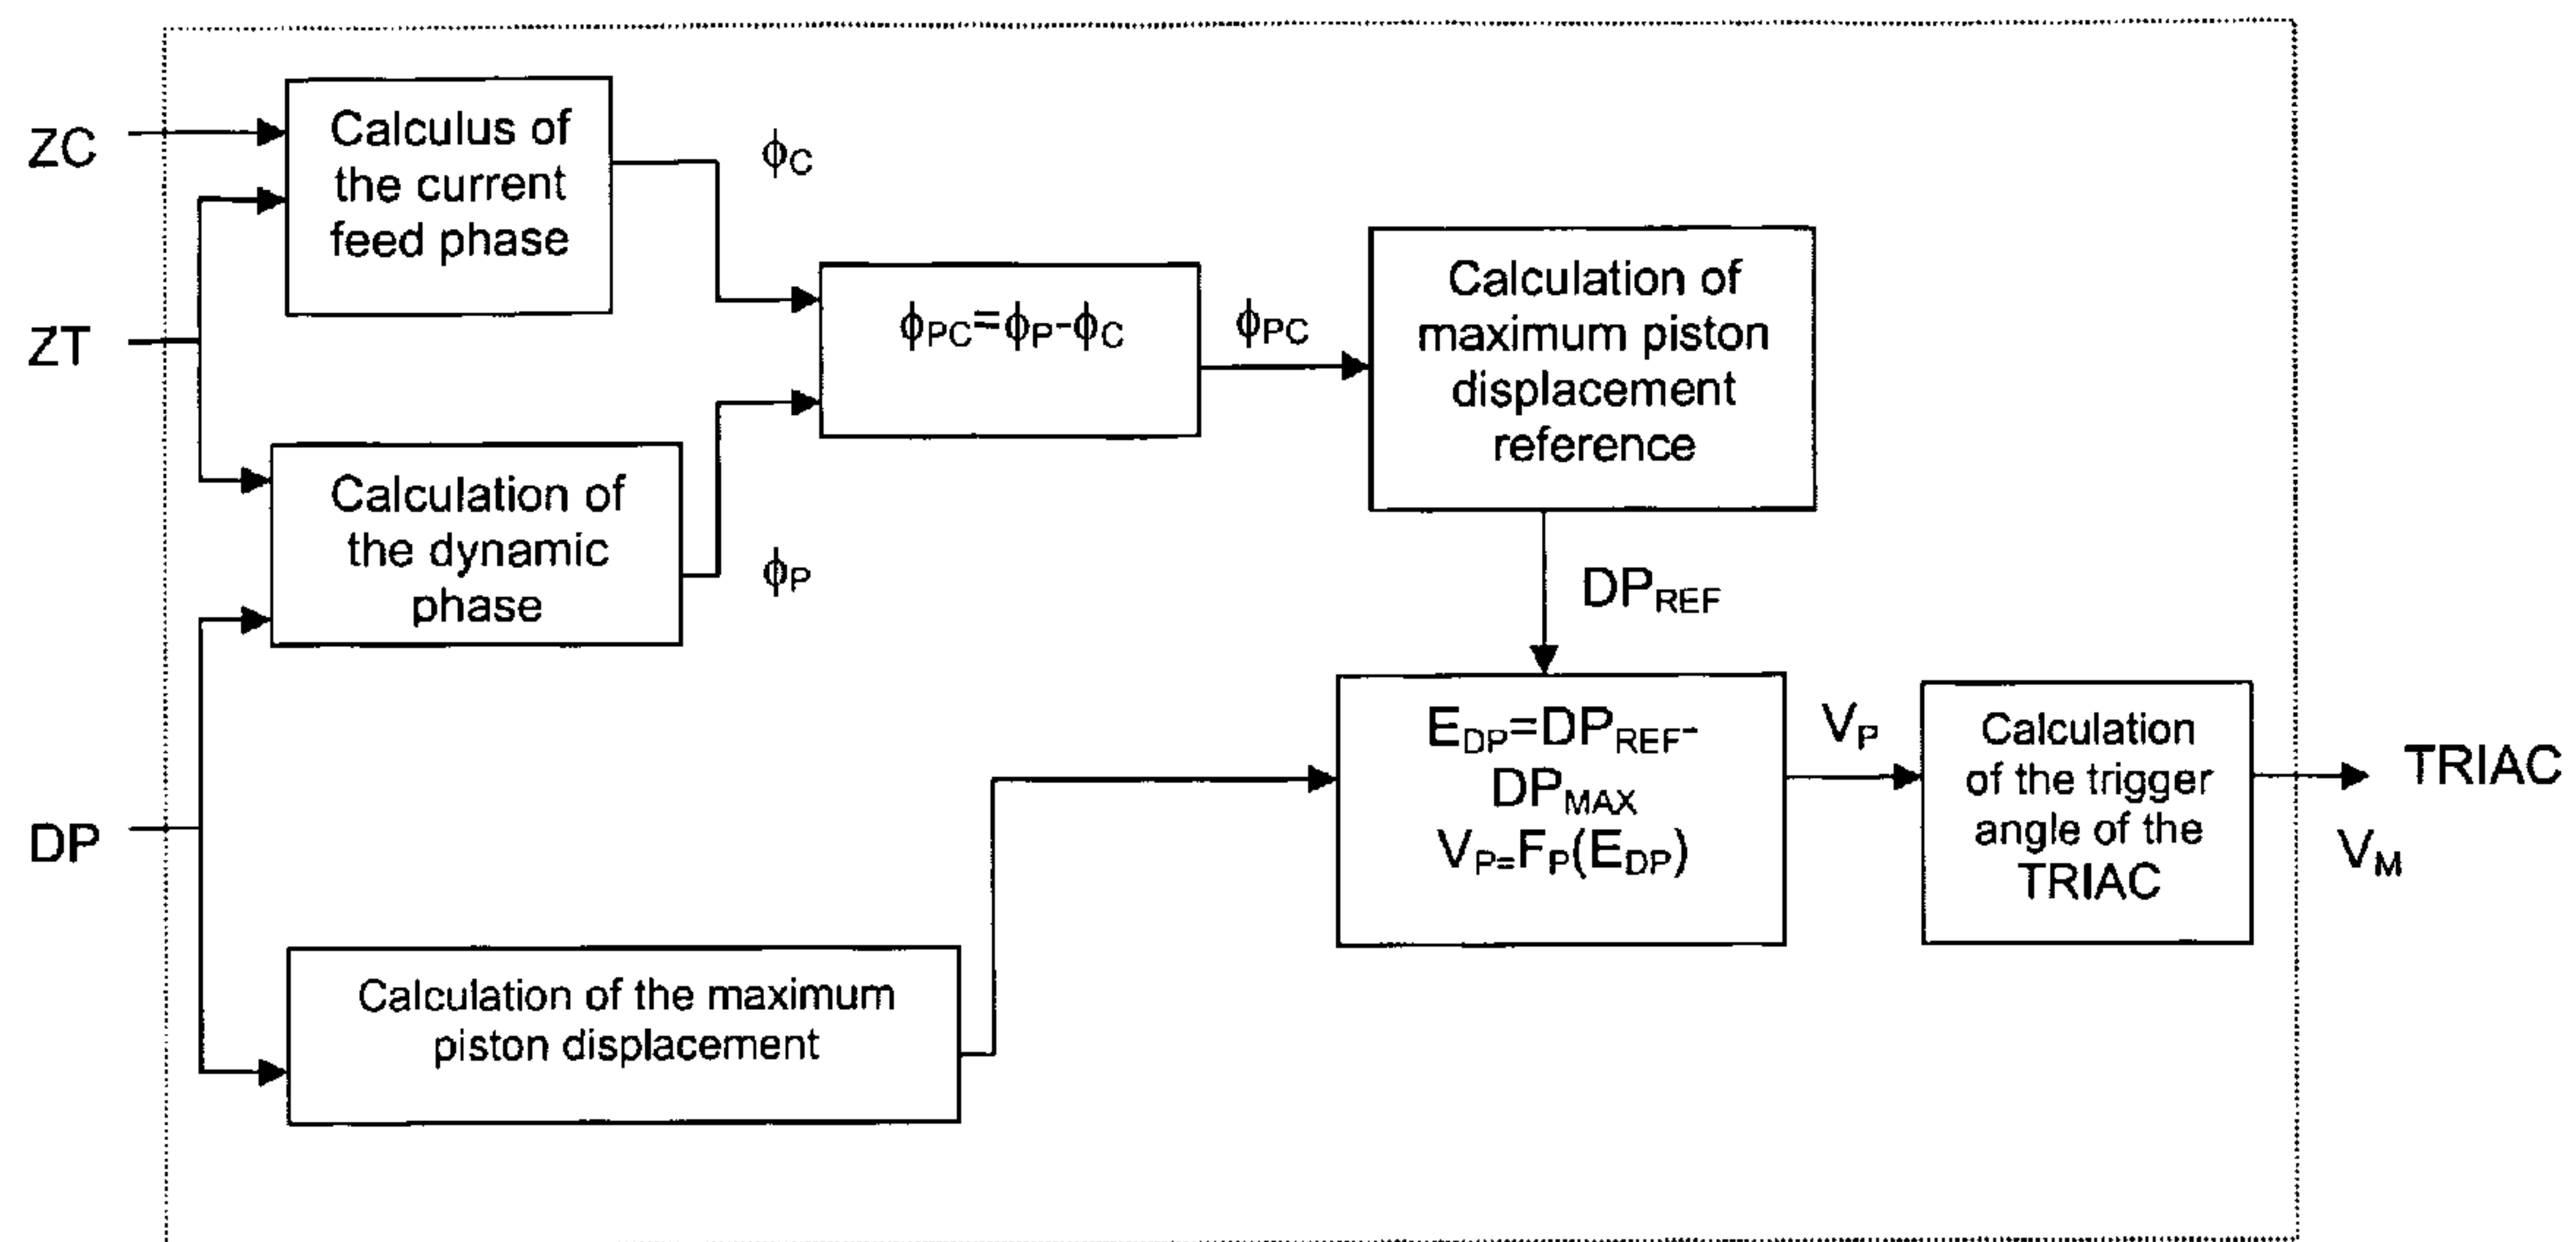 ZC
Calculus of
the current
feed phase
ϕC
ZT
ϕPC=ϕP-ϕC
ϕPC
Calculation of
maximum piston
displacement
reference
Calculation of
the dynamic
phase
ϕP
DPREF
DP
EDP=DPREF-
DPMAX
VP=FP(EDP)
VP
Calculation
of the trigger
angle of the
TRIAC
TRIAC
VM
Calculation of the maximum
piston displacement